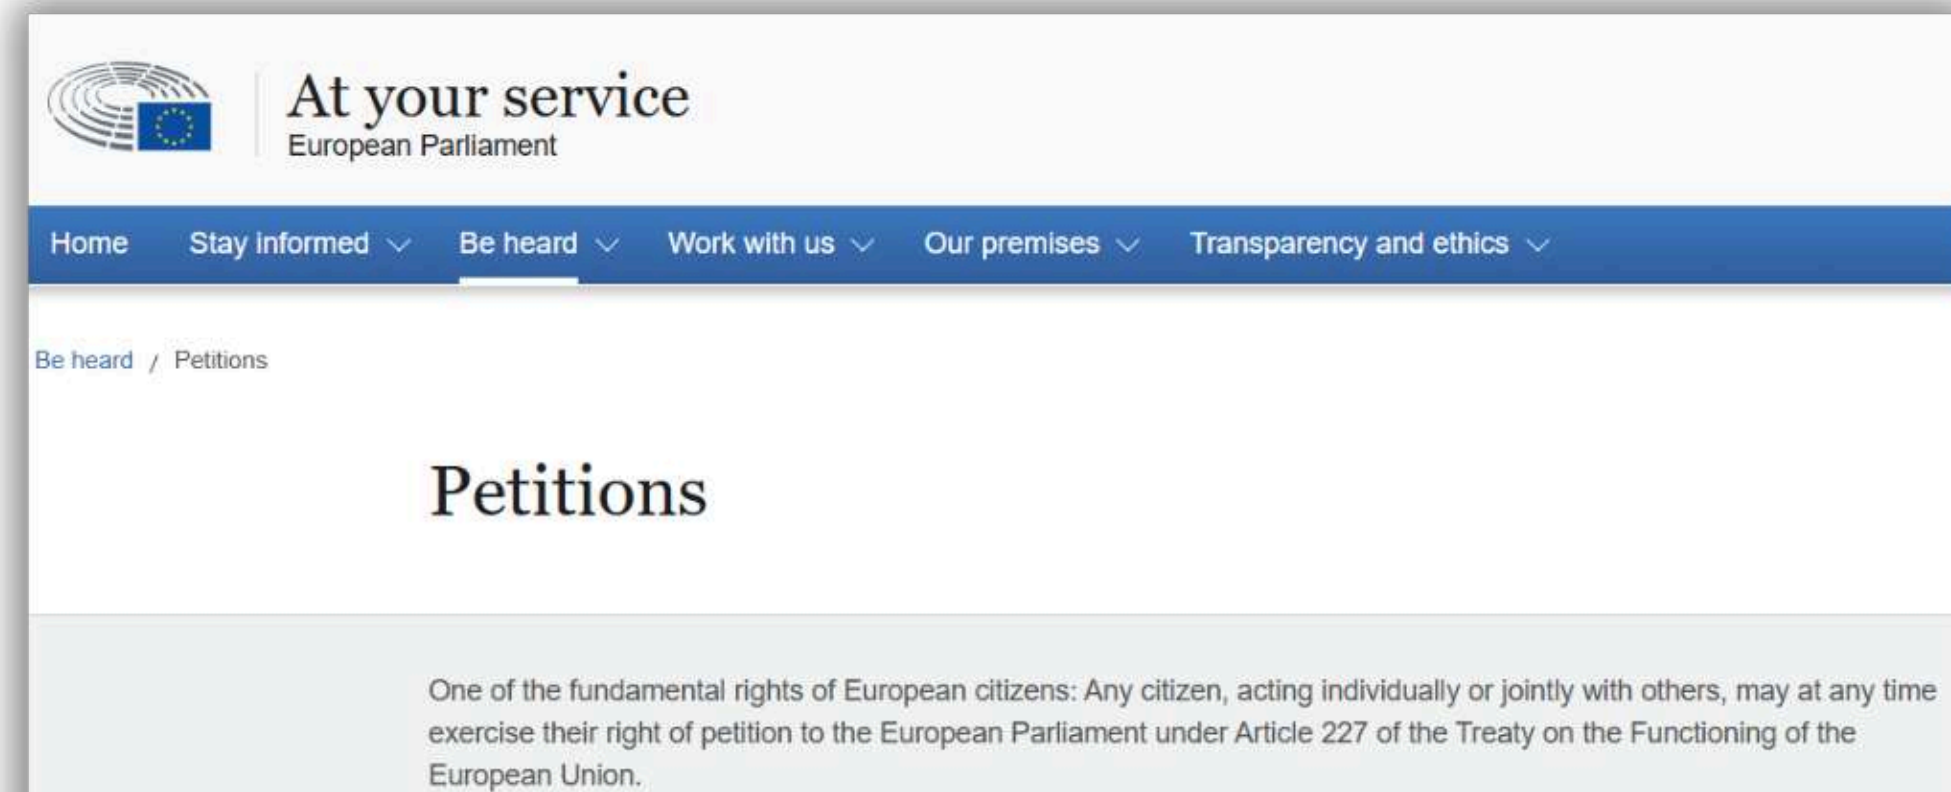 At your service
European Parliament
Home Stay informed Be heard Work with us Our premises Transparency and ethics
Be heard / Petitions
Petitions
One of the fundamental rights of European citizens: Any citizen, acting individually or jointly with others, may at any time
exercise their right of petition to the European Parliament under Article 227 of the Treaty on the Functioning of the
European Union.